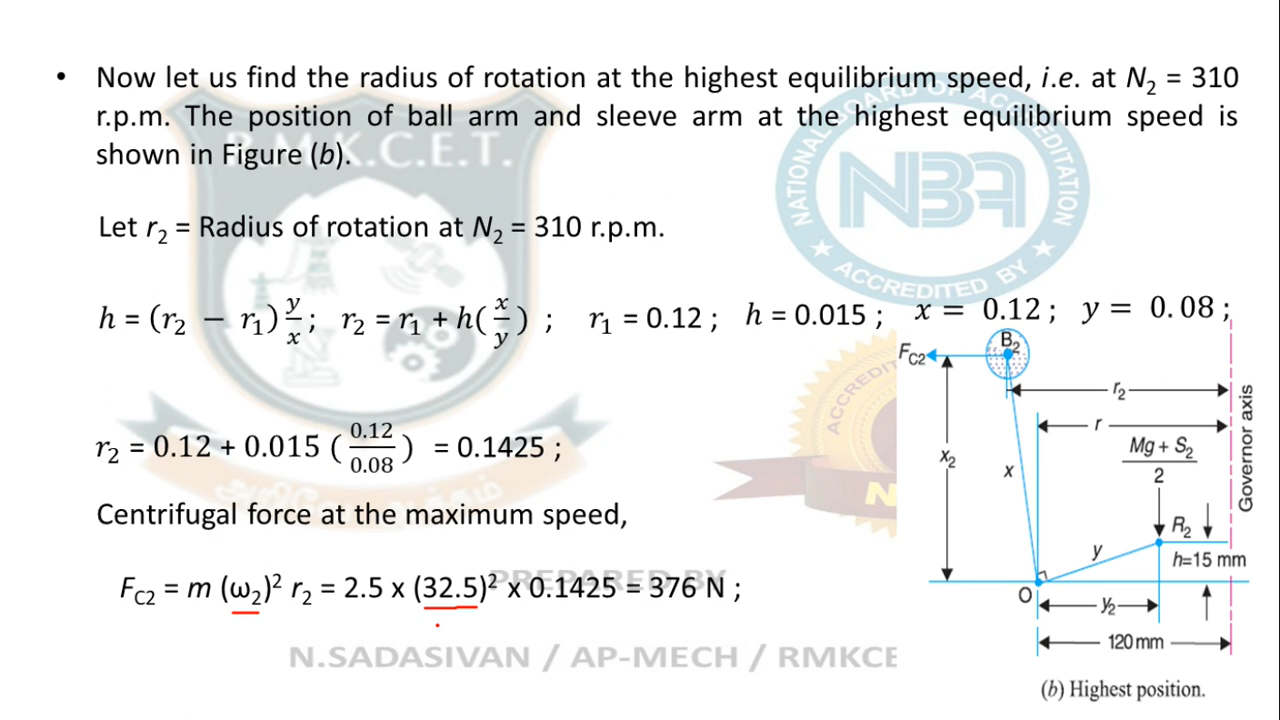 • Now let us find the radius of rotation at the highest equilibrium speed, i.e. at N₂ = 310
r.p.m. The position of ball arm and sleeve arm at the highest equilibrium speed is
shown in Figure (b).
R.M.K.C.E.T.
NATIONAL BOARD OF ACCREDITATION
NBA
ACCREDITED BY
Let r₂ = Radius of rotation at N₂ = 310 r.p.m.
h = (r₂ − r₁) y/x ; r₂ = r₁ + h(x/y) ; r₁ = 0.12 ; h = 0.015 ; x = 0.12 ; y = 0.08 ;
r₂ = 0.12 + 0.015 (0.12/0.08) = 0.1425 ;
Centrifugal force at the maximum speed,
F_C2 = m (ω₂)² r₂ = 2.5 x (32.5)² x 0.1425 = 376 N ;
PREPARED BY
N.SADASIVAN / AP-MECH / RMKCE
F_C2
B₂
r₂
r
Governor axis
(Mg + S₂)/2
x₂
x
R₂
y
h=15 mm
O
y₂
120 mm
(b) Highest position.